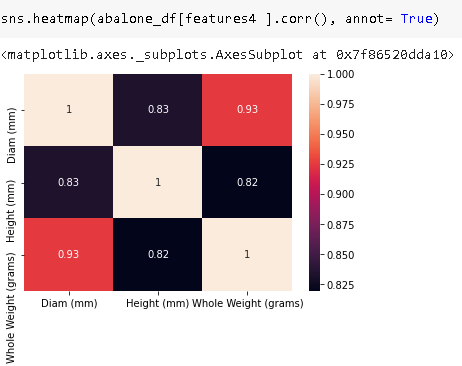 sns.heatmap(abalone_df[features4 ].corr(), annot= True)
<matplotlib.axes._subplots.AxesSubplot at 0x7f86520dda10>
1.000
0.975
0.950
0.925
0.900
0.875
0.850
0.825
Diam (mm)
Height (mm)
Whole Weight (grams)
1 0.83 0.93
0.83 1 0.82
0.93 0.82 1
Diam (mm) Height (mm) Whole Weight (grams)